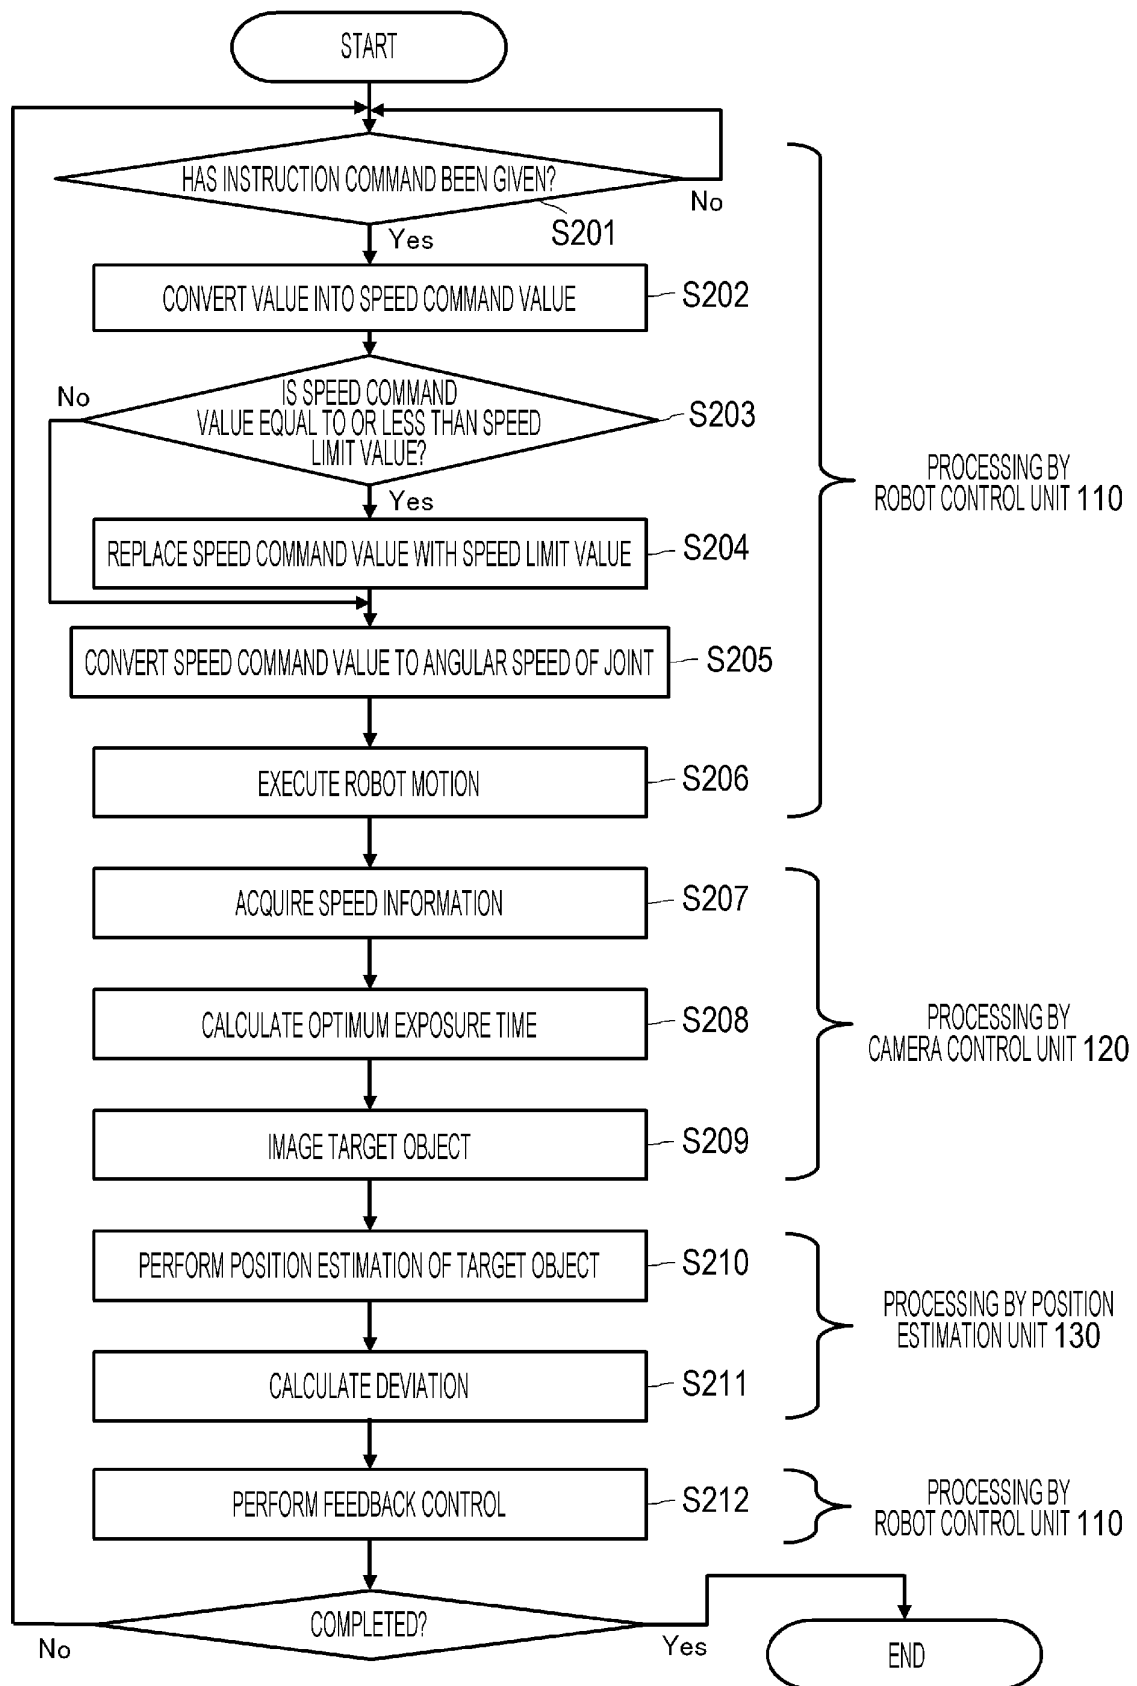 START
HAS INSTRUCTION COMMAND BEEN GIVEN?
No
S201
Yes
CONVERT VALUE INTO SPEED COMMAND VALUE
S202
No
IS SPEED COMMAND
VALUE EQUAL TO OR LESS THAN SPEED
LIMIT VALUE?
S203
Yes
REPLACE SPEED COMMAND VALUE WITH SPEED LIMIT VALUE
S204
CONVERT SPEED COMMAND VALUE TO ANGULAR SPEED OF JOINT
S205
EXECUTE ROBOT MOTION
S206
PROCESSING BY
ROBOT CONTROL UNIT 110
ACQUIRE SPEED INFORMATION
S207
CALCULATE OPTIMUM EXPOSURE TIME
S208
IMAGE TARGET OBJECT
S209
PROCESSING BY
CAMERA CONTROL UNIT 120
PERFORM POSITION ESTIMATION OF TARGET OBJECT
S210
CALCULATE DEVIATION
S211
PROCESSING BY POSITION
ESTIMATION UNIT 130
PERFORM FEEDBACK CONTROL
S212
PROCESSING BY
ROBOT CONTROL UNIT 110
COMPLETED?
No
Yes
END